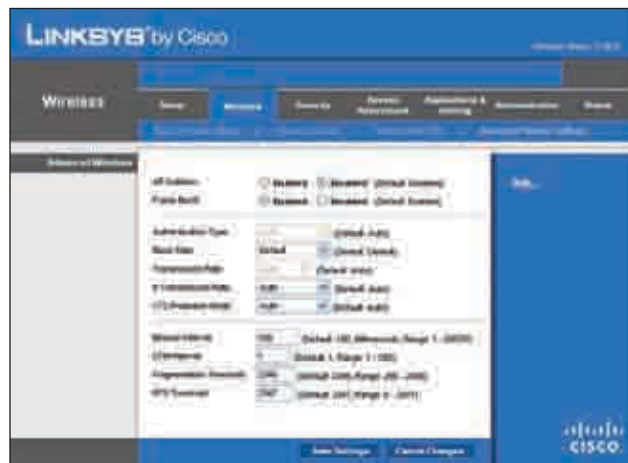 LINKSYS by Cisco
Wireless
Setup Wireless Security Access Restrictions Applications & Gaming Administration Status
Advanced Wireless
AP Isolation Enabled Disabled (Default: Disabled)
Frame Burst Enabled Disabled (Default: Enabled)
Help...
Authentication Type (Default: Auto)
Basic Rate Default (Default: Default)
Transmission Rate (Default: Auto)
N Transmission Rate Auto (Default: Auto)
CTS Protection Mode Auto (Default: Auto)
Beacon Interval 100 (Default: 100, Milliseconds, Range: 1 - 65535)
DTIM Interval 1 (Default: 1, Range: 1 - 255)
Fragmentation Threshold 2346 (Default: 2346, Range: 256 - 2346)
RTS Threshold 2347 (Default: 2347, Range: 0 - 2347)
Save Settings Cancel Changes
CISCO